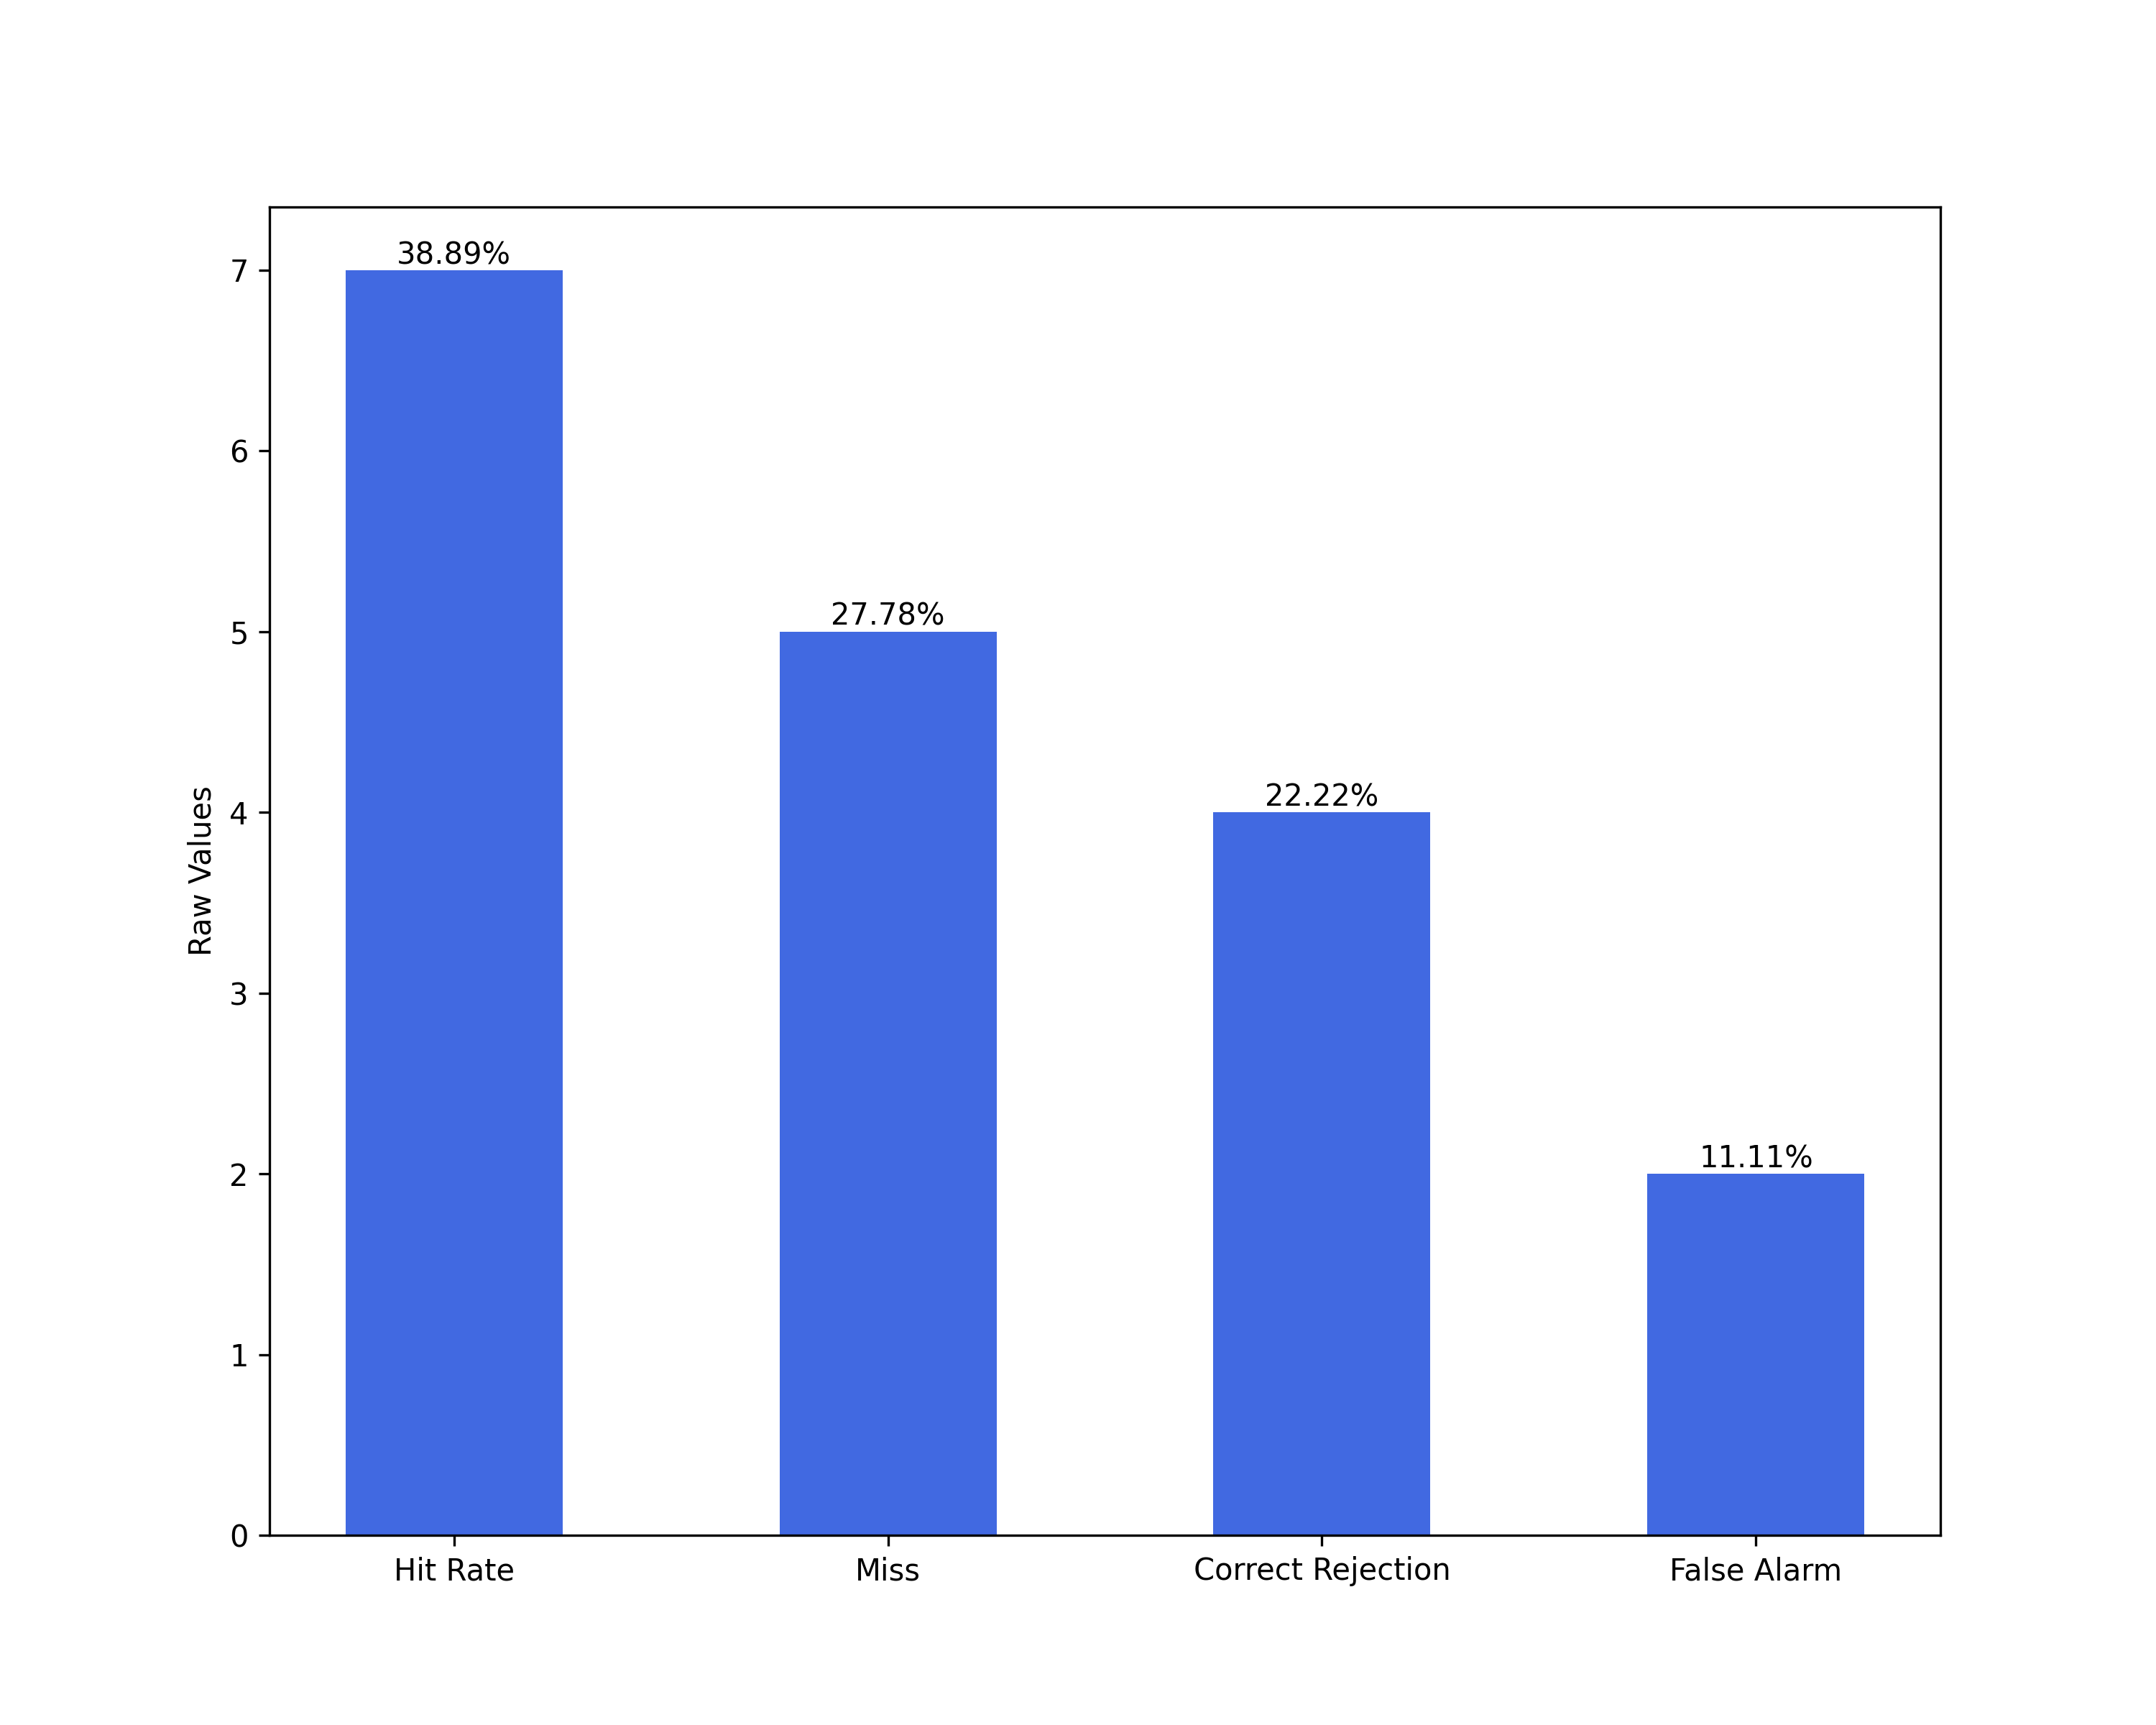 38.89%
7
6
27.78%
5
22.22%
4
Raw Values
3
11.11%
2
1
0
Hit Rate
Miss
Correct Rejection
False Alarm